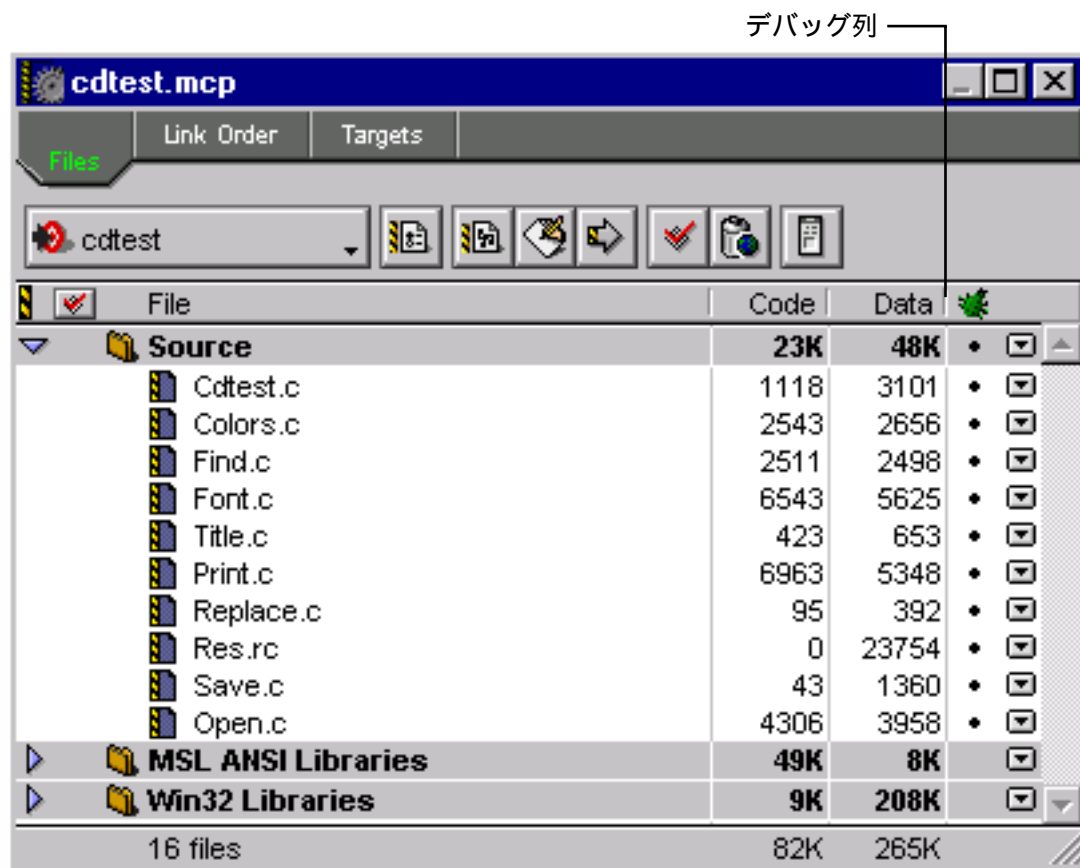 デバッグ列
cdtest.mcp
Files Link Order Targets
cdtest
File Code Data
Source 23K 48K
Cdtest.c 1118 3101
Colors.c 2543 2656
Find.c 2511 2498
Font.c 6543 5625
Title.c 423 653
Print.c 6963 5348
Replace.c 95 392
Res.rc 0 23754
Save.c 43 1360
Open.c 4306 3958
MSL ANSI Libraries 49K 8K
Win32 Libraries 9K 208K
16 files 82K 265K